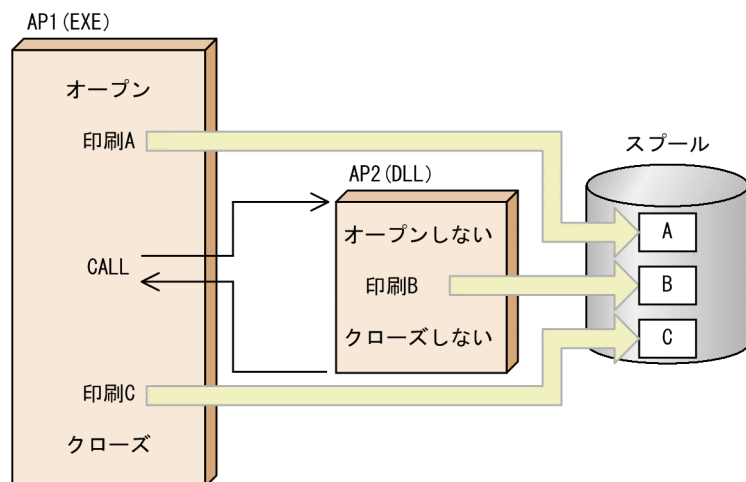 AP1(EXE)
オープン
印刷A
CALL
印刷C
クローズ
AP2(DLL)
オープンしない
印刷B
クローズしない
スプール
A
B
C